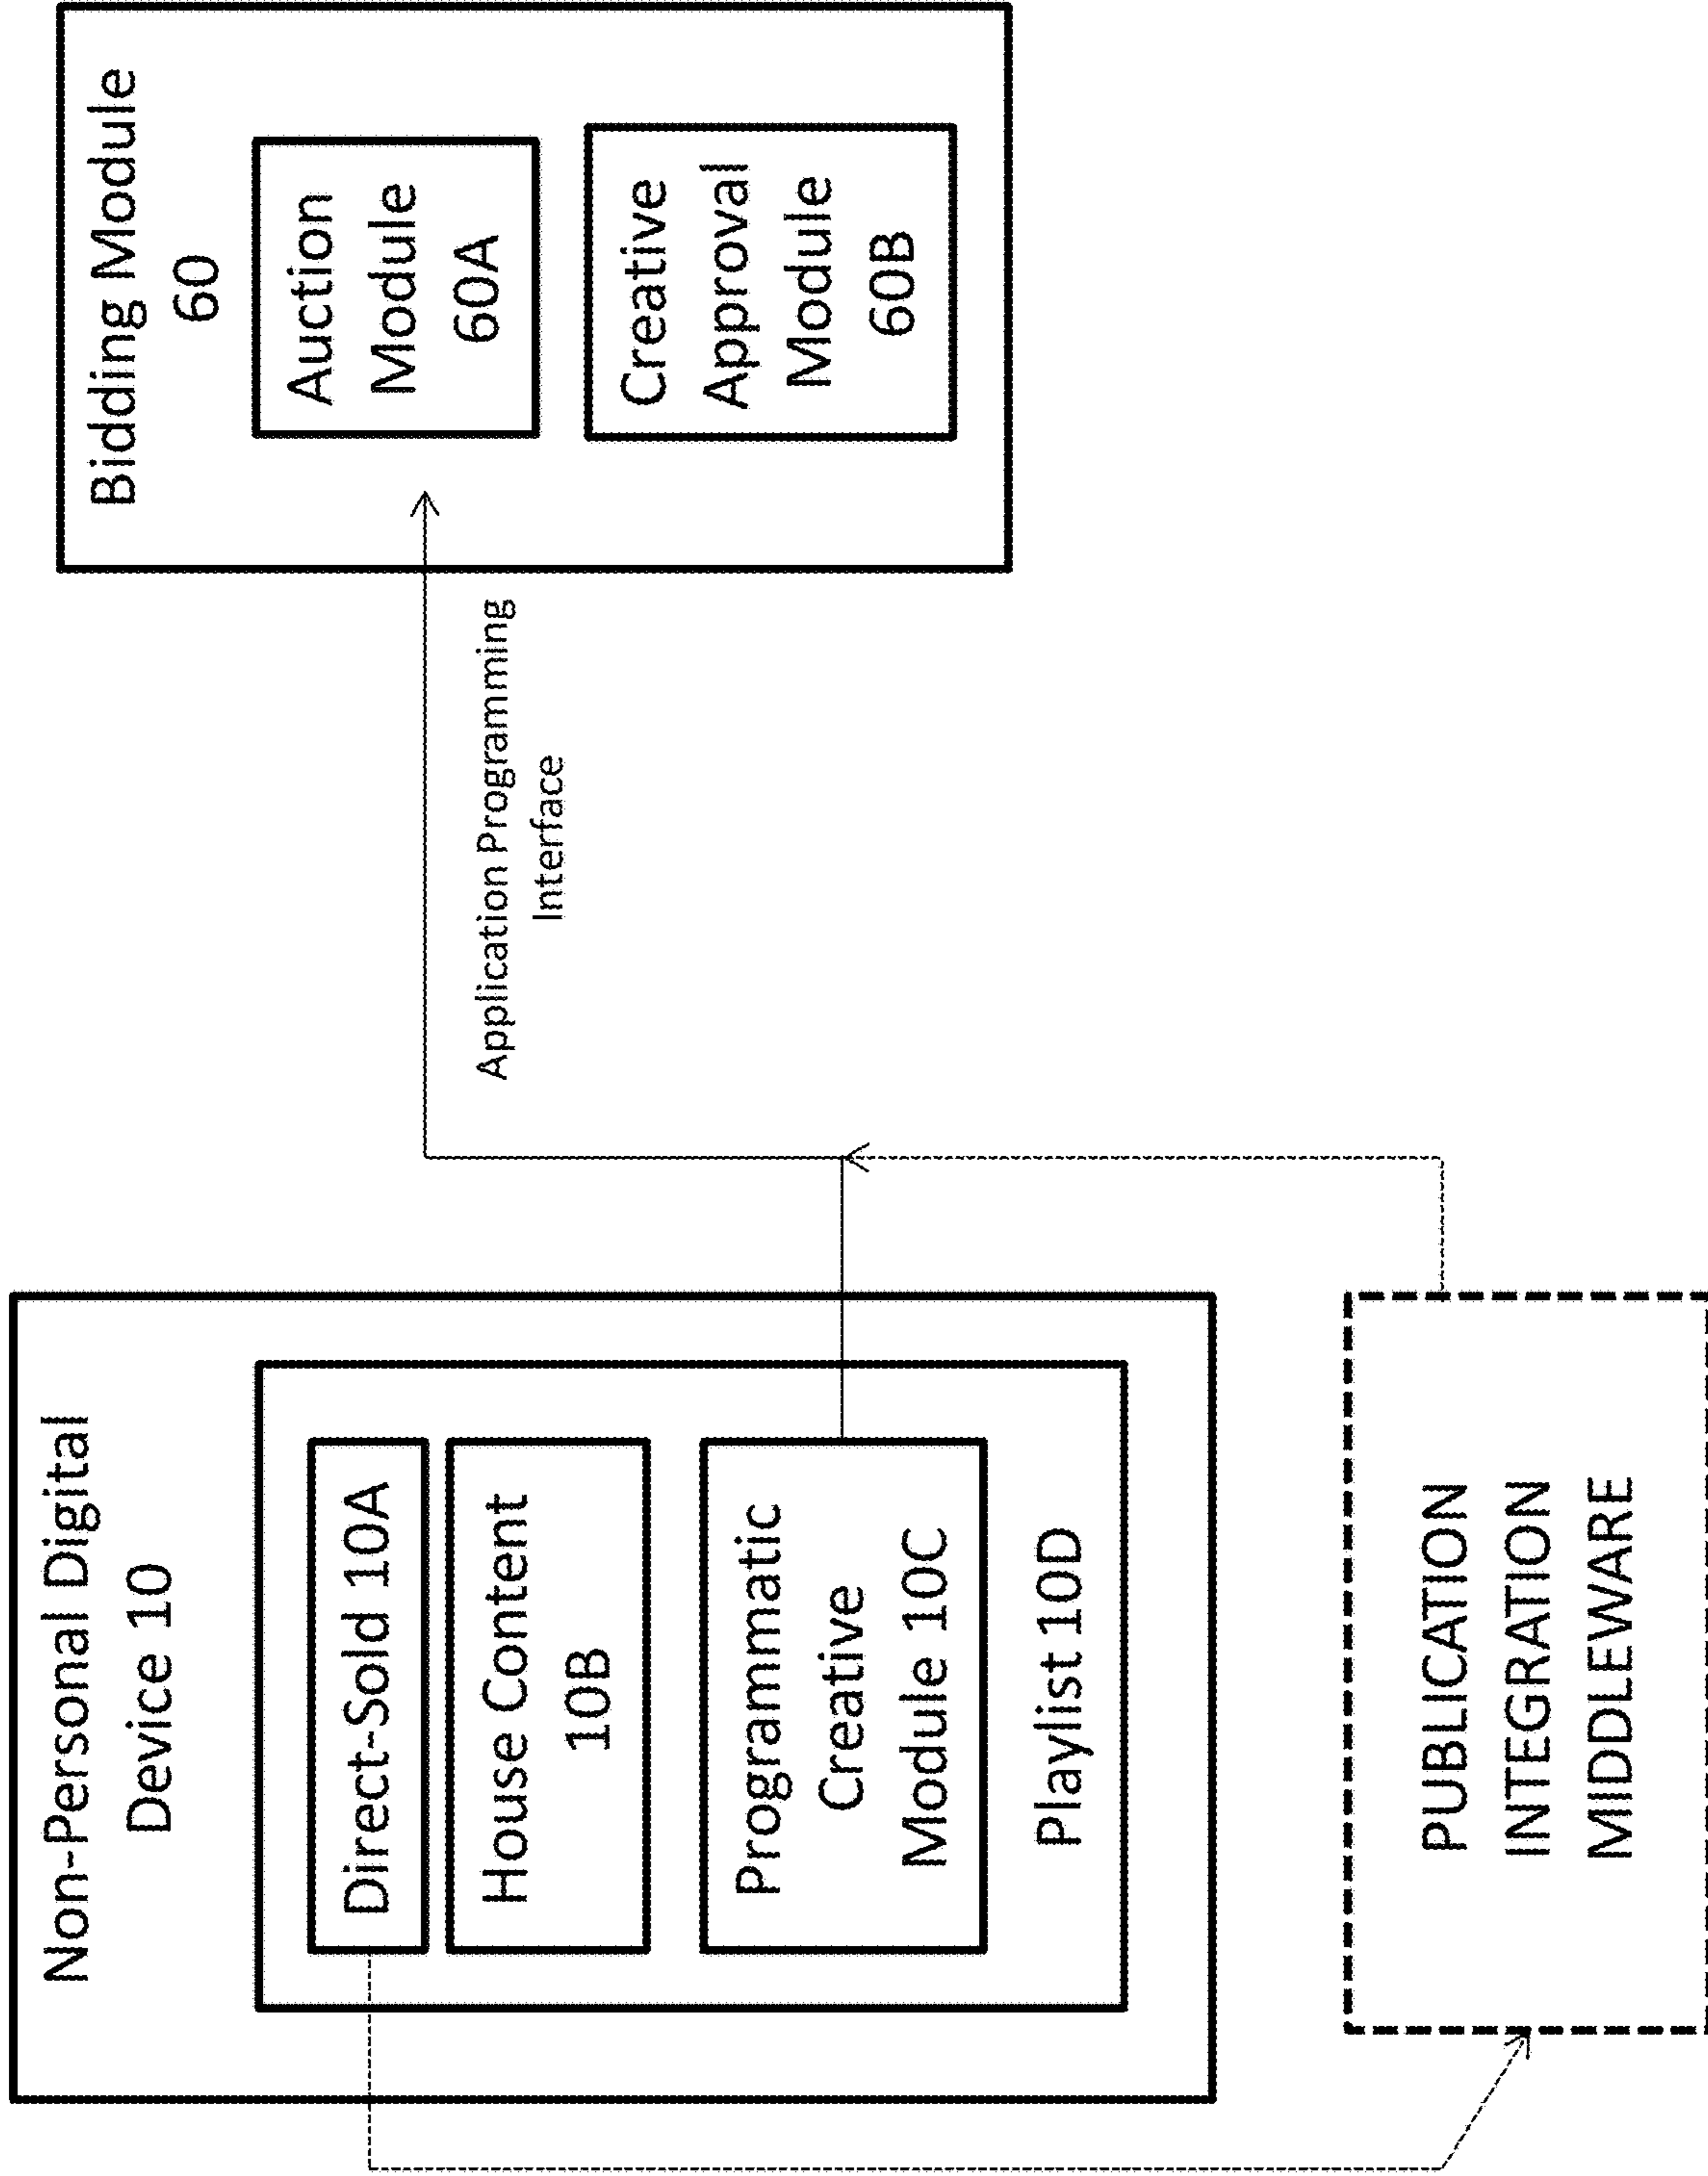 Non-Personal Digital
Device 10
Direct-Sold 10A
House Content
10B
Programmatic
Creative
Module 10C
Playlist 10D
PUBLICATION
INTEGRATION
MIDDLEWARE
Application Programming
Interface
Bidding Module
60
Auction
Module
60A
Creative
Approval
Module
60B